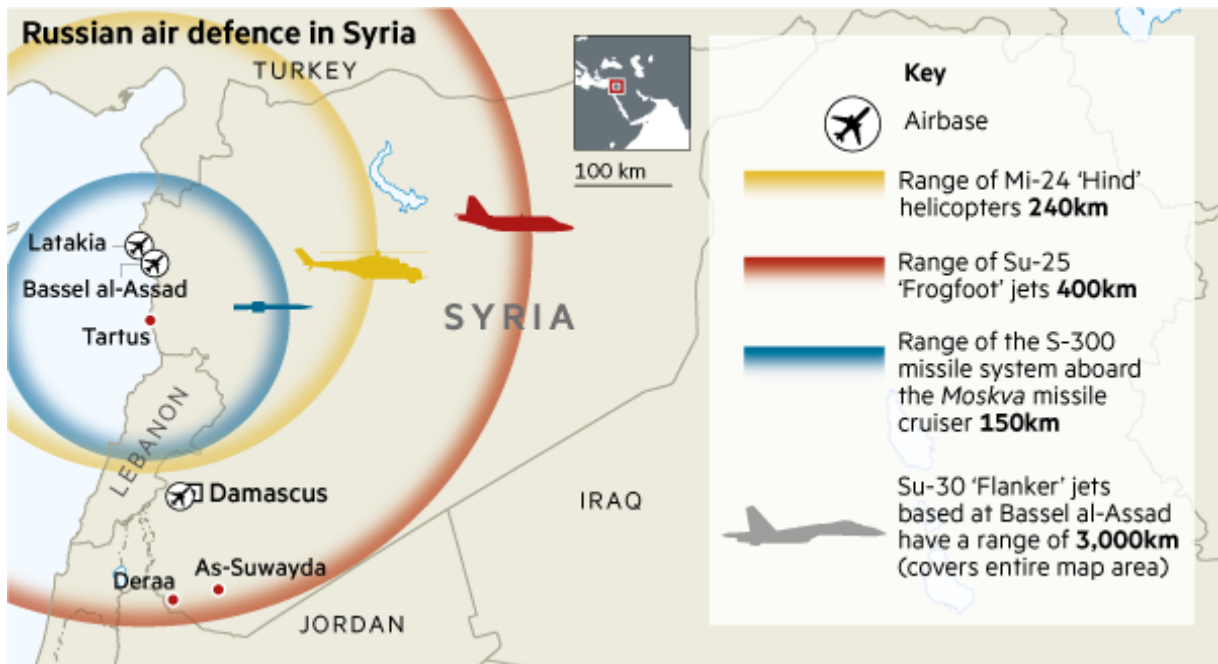 Russian air defence in Syria
TURKEY
Latakia
Bassel al-Assad
Tartus
SYRIA
LEBANON
Damascus
IRAQ
As-Suwayda
Deraa
JORDAN
100 km
Key
Airbase
Range of Mi-24 ‘Hind’
helicopters 240km
Range of Su-25
‘Frogfoot’ jets 400km
Range of the S-300
missile system aboard
the Moskva missile
cruiser 150km
Su-30 ‘Flanker’ jets
based at Bassel al-Assad
have a range of 3,000km
(covers entire map area)